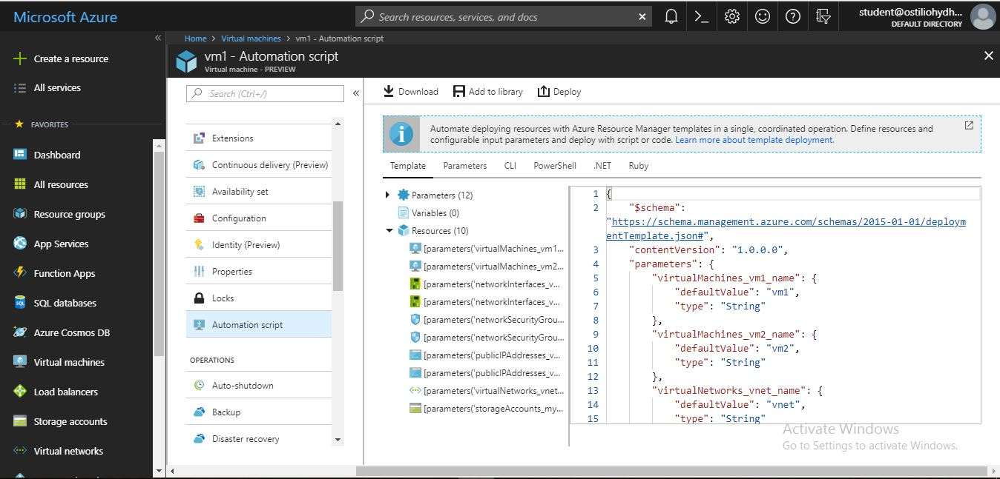 Microsoft Azure
Search resources, services, and docs
student@ostiliohydh...
DEFAULT DIRECTORY
Create a resource
All services
FAVORITES
Dashboard
All resources
Resource groups
App Services
Function Apps
SQL databases
Azure Cosmos DB
Virtual machines
Load balancers
Storage accounts
Virtual networks
Home > Virtual machines > vm1 - Automation script
vm1 - Automation script
Virtual machine - PREVIEW
Search (Ctrl+/)
Extensions
Continuous delivery (Preview)
Availability set
Configuration
Identity (Preview)
Properties
Locks
Automation script
OPERATIONS
Auto-shutdown
Backup
Disaster recovery
Download Add to library Deploy
Automate deploying resources with Azure Resource Manager templates in a single, coordinated operation. Define resources and
configurable input parameters and deploy with script or code. Learn more about template deployment.
Template Parameters CLI PowerShell .NET Ruby
Parameters (12)
Variables (0)
Resources (10)
[parameters('virtualMachines_vm1...
[parameters('virtualMachines_vm2...
[parameters('networkInterfaces_v...
[parameters('networkInterfaces_v...
[parameters('networkSecurityGrou...
[parameters('networkSecurityGrou...
[parameters('publicIPAddresses_v...
[parameters('publicIPAddresses_v...
[parameters('virtualNetworks_vnet...
[parameters('storageAccounts_my...
1 {
2 "$schema":
"https://schema.management.azure.com/schemas/2015-01-01/deploym
entTemplate.json#",
3 "contentVersion": "1.0.0.0",
4 "parameters": {
5 "virtualMachines_vm1_name": {
6 "defaultValue": "vm1",
7 "type": "String"
8 },
9 "virtualMachines_vm2_name": {
10 "defaultValue": "vm2",
11 "type": "String"
12 },
13 "virtualNetworks_vnet_name": {
14 "defaultValue": "vnet",
15 "type": "String"
Activate Windows
Go to Settings to activate Windows.